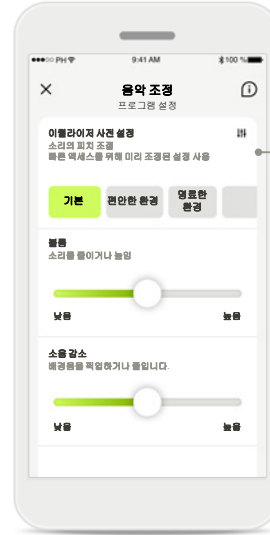 PH
9:41 AM
100 %
음악 조정
프로그램 설정
이퀄라이저 사전 설정
소리의 피치 조절
빠른 액세스를 위해 미리 조정된 설정 사용
기본
편안한 환경
명료한
환경
볼륨
소리를 줄이거나 높임
낮음
높음
소음 감소
배경음을 픽업하거나 줄입니다.
낮음
높음